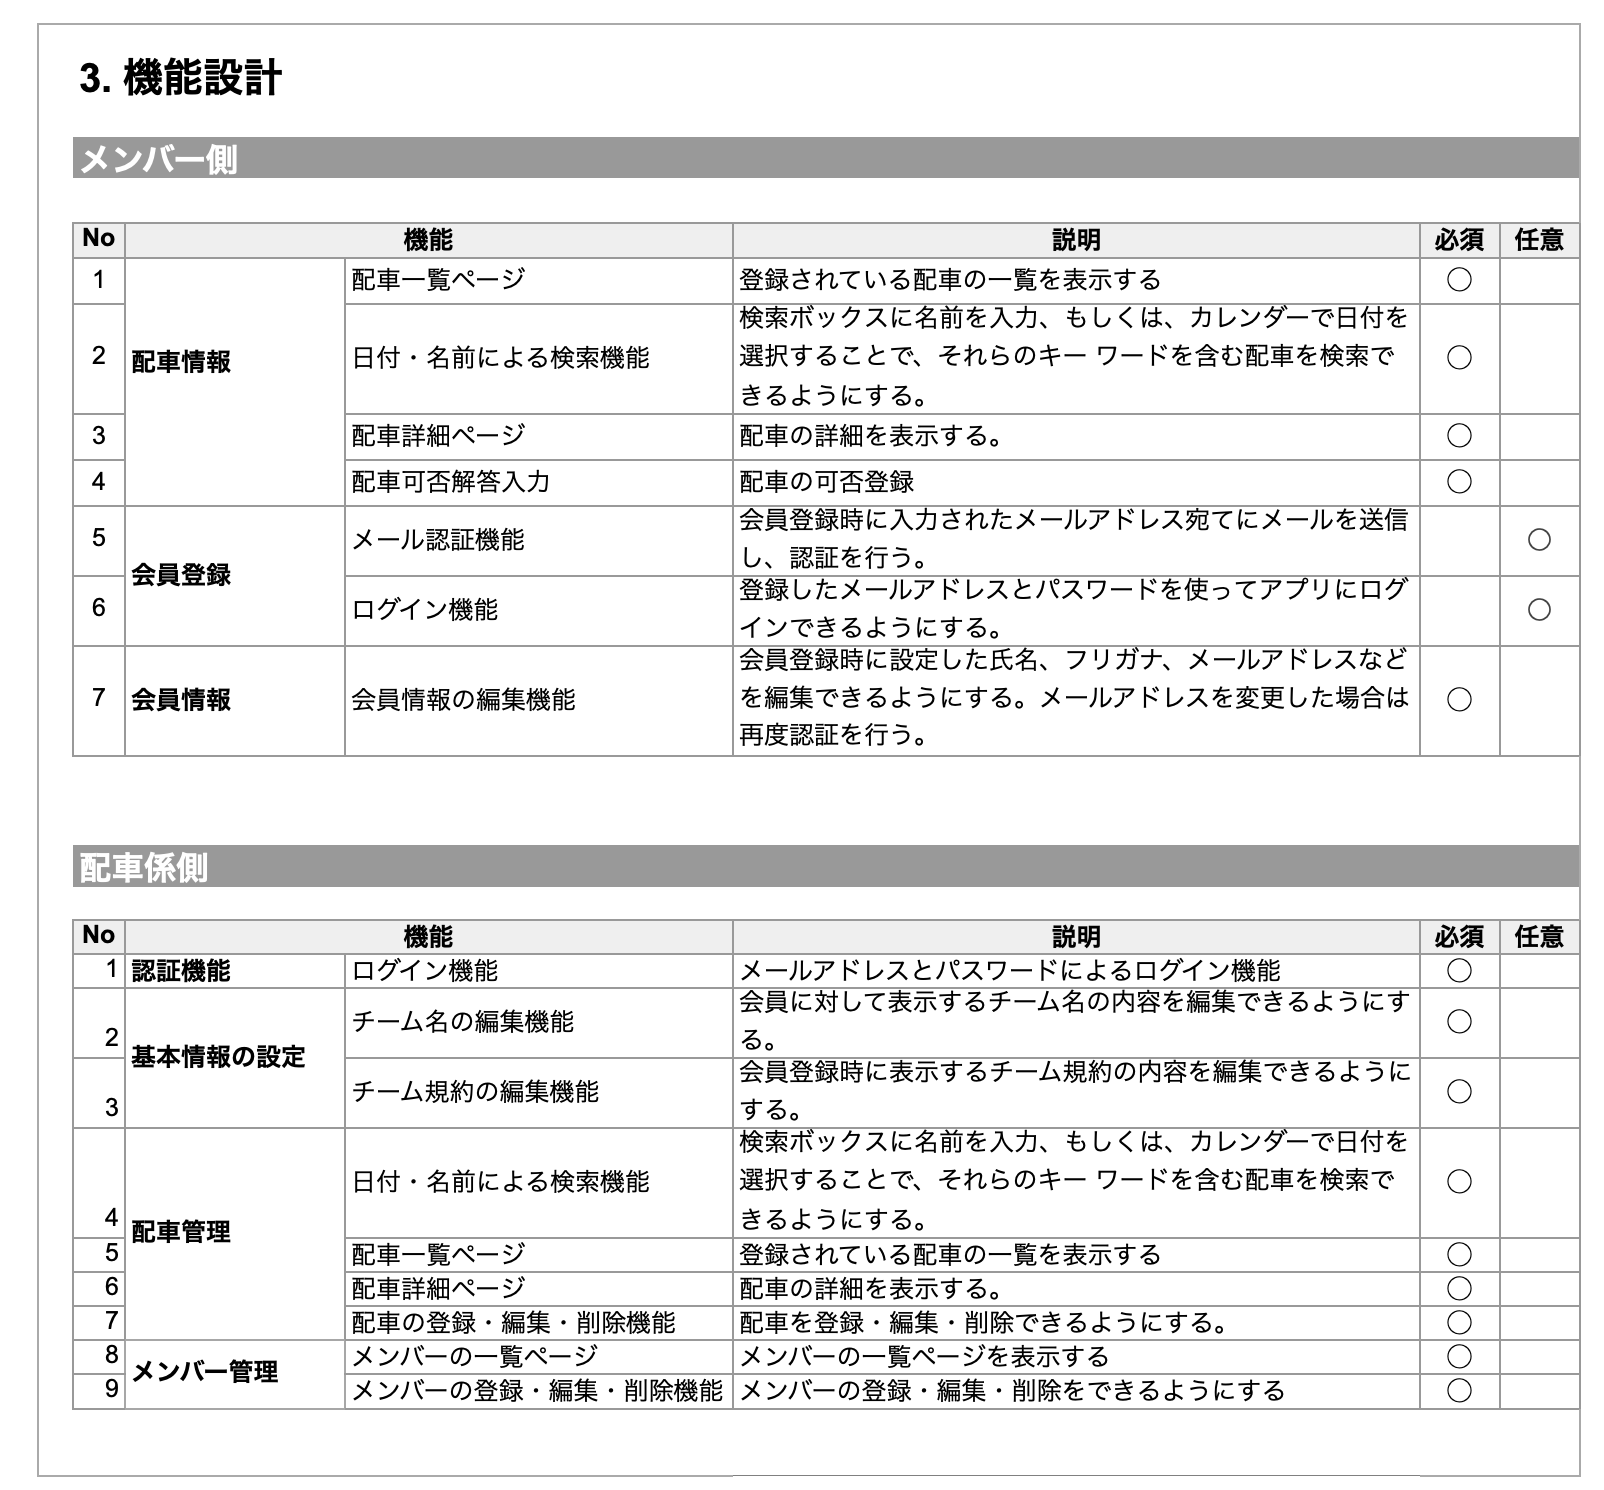 3. 機能設計
メンバー側
No 機能 説明 必須 任意
1 配車情報 配車一覧ページ 登録されている配車の一覧を表示する ○
2 日付・名前による検索機能 検索ボックスに名前を入力、もしくは、カレンダーで日付を
選択することで、それらのキー ワードを含む配車を検索で
きるようにする。 ○
3 配車詳細ページ 配車の詳細を表示する。 ○
4 配車可否解答入力 配車の可否登録 ○
5 会員登録 メール認証機能 会員登録時に入力されたメールアドレス宛てにメールを送信
し、認証を行う。 ○
6 ログイン機能 登録したメールアドレスとパスワードを使ってアプリにログ
インできるようにする。 ○
7 会員情報 会員情報の編集機能 会員登録時に設定した氏名、フリガナ、メールアドレスなど
を編集できるようにする。メールアドレスを変更した場合は
再度認証を行う。 ○
配車係側
No 機能 説明 必須 任意
1 認証機能 ログイン機能 メールアドレスとパスワードによるログイン機能 ○
2 基本情報の設定 チーム名の編集機能 会員に対して表示するチーム名の内容を編集できるようにす
る。 ○
3 チーム規約の編集機能 会員登録時に表示するチーム規約の内容を編集できるように
する。 ○
4 配車管理 日付・名前による検索機能 検索ボックスに名前を入力、もしくは、カレンダーで日付を
選択することで、それらのキー ワードを含む配車を検索で
きるようにする。 ○
5 配車一覧ページ 登録されている配車の一覧を表示する ○
6 配車詳細ページ 配車の詳細を表示する。 ○
7 配車の登録・編集・削除機能 配車を登録・編集・削除できるようにする。 ○
8 メンバー管理 メンバーの一覧ページ メンバーの一覧ページを表示する ○
9 メンバーの登録・編集・削除機能 メンバーの登録・編集・削除をできるようにする ○